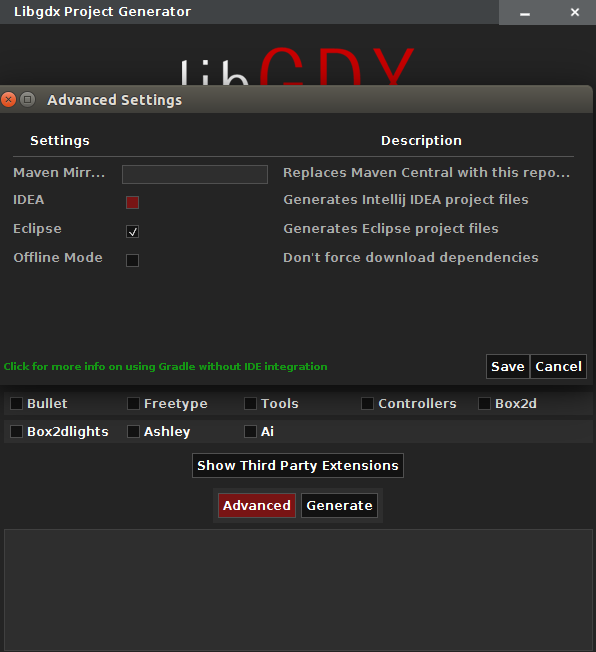 Libgdx Project Generator
libGDX
Advanced Settings
Settings Description
Maven Mirr... Replaces Maven Central with this repo...
IDEA Generates Intellij IDEA project files
Eclipse Generates Eclipse project files
Offline Mode Don't force download dependencies
Click for more info on using Gradle without IDE integration
Save Cancel
Bullet Freetype Tools Controllers Box2d
Box2dlights Ashley Ai
Show Third Party Extensions
Advanced Generate